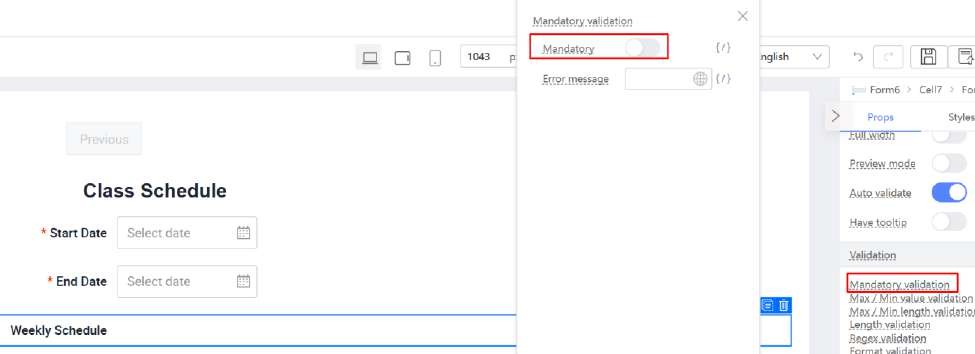 Mandatory validation
Mandatory {/}
Error message {/}
1043
nglish
Form6 > Cell7 > Fo
Props Styles
Full width
Preview mode
Auto validate
Have tooltip
Validation
Mandatory validation
Max / Min value validation
Max / Min length validation
Length validation
Regex validation
Format validation
Previous
Class Schedule
* Start Date Select date
* End Date Select date
Weekly Schedule